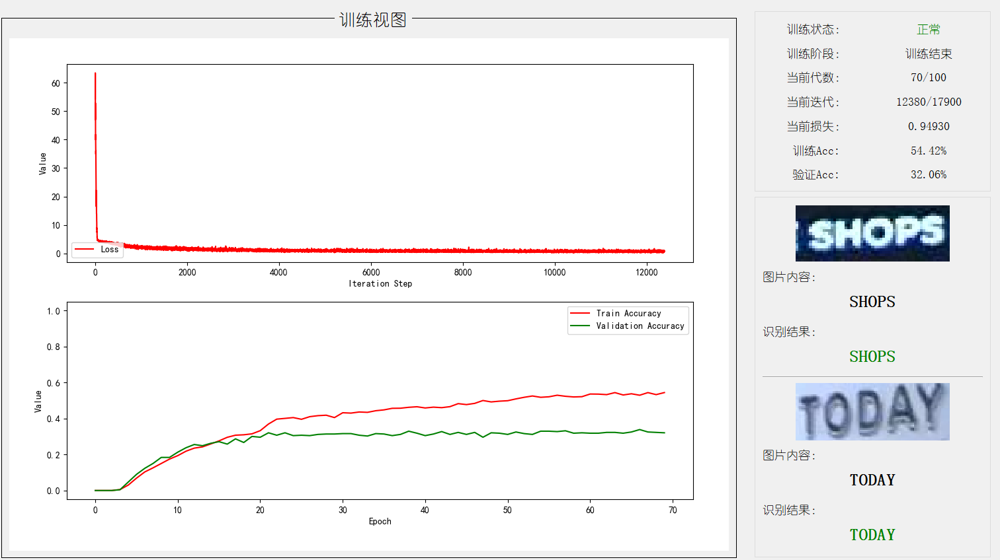 训练视图
60
50
40
30
20
10
0
Value
Loss
0 2000 4000 6000 8000 10000 12000
Iteration Step
1.0
0.8
0.6
0.4
0.2
0.0
Value
Train Accuracy
Validation Accuracy
0 10 20 30 40 50 60 70
Epoch
训练状态: 正常
训练阶段: 训练结束
当前代数: 70/100
当前迭代: 12380/17900
当前损失: 0.94930
训练Acc: 54.42%
验证Acc: 32.06%
SHOPS
图片内容:
SHOPS
识别结果:
SHOPS
TODAY
图片内容:
TODAY
识别结果:
TODAY